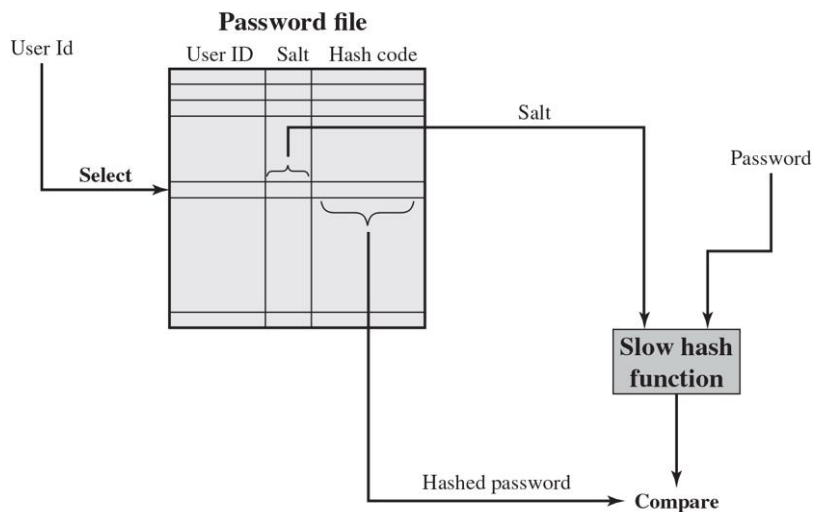 Password file
User Id
User ID Salt Hash code
Salt
Password
Select
Slow hash
function
Hashed password
Compare